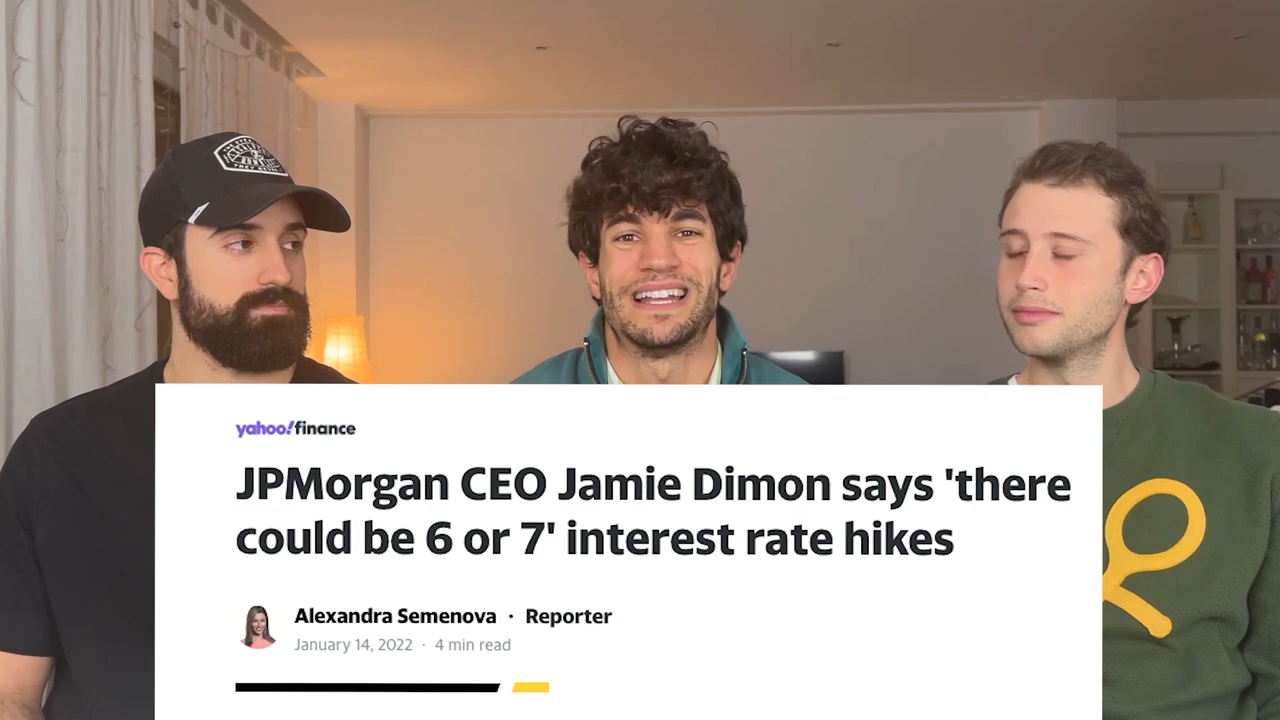 yahoo!finance
JPMorgan CEO Jamie Dimon says 'there
could be 6 or 7' interest rate hikes
Alexandra Semenova · Reporter
January 14, 2022 · 4 min read